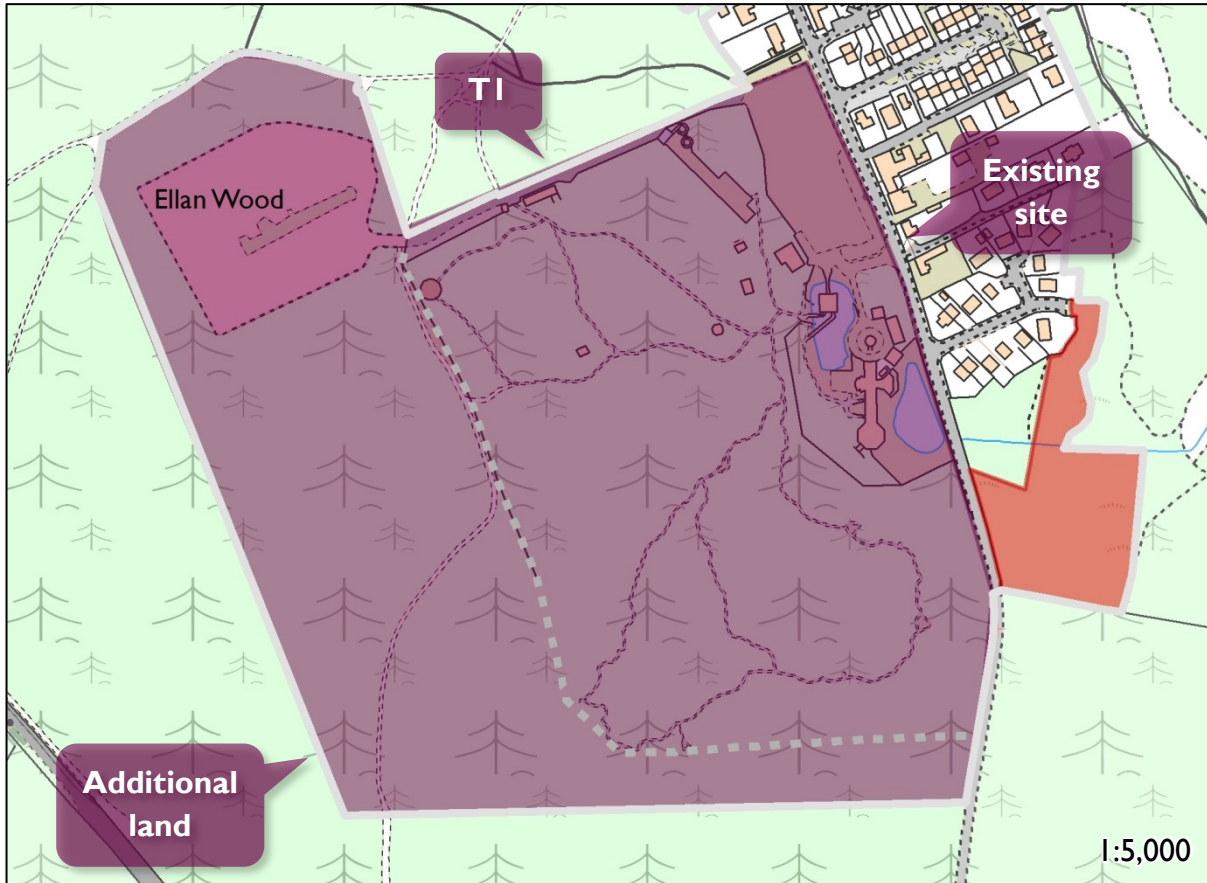 T1
Ellan Wood
Existing
site
Additional
land
1:5,000